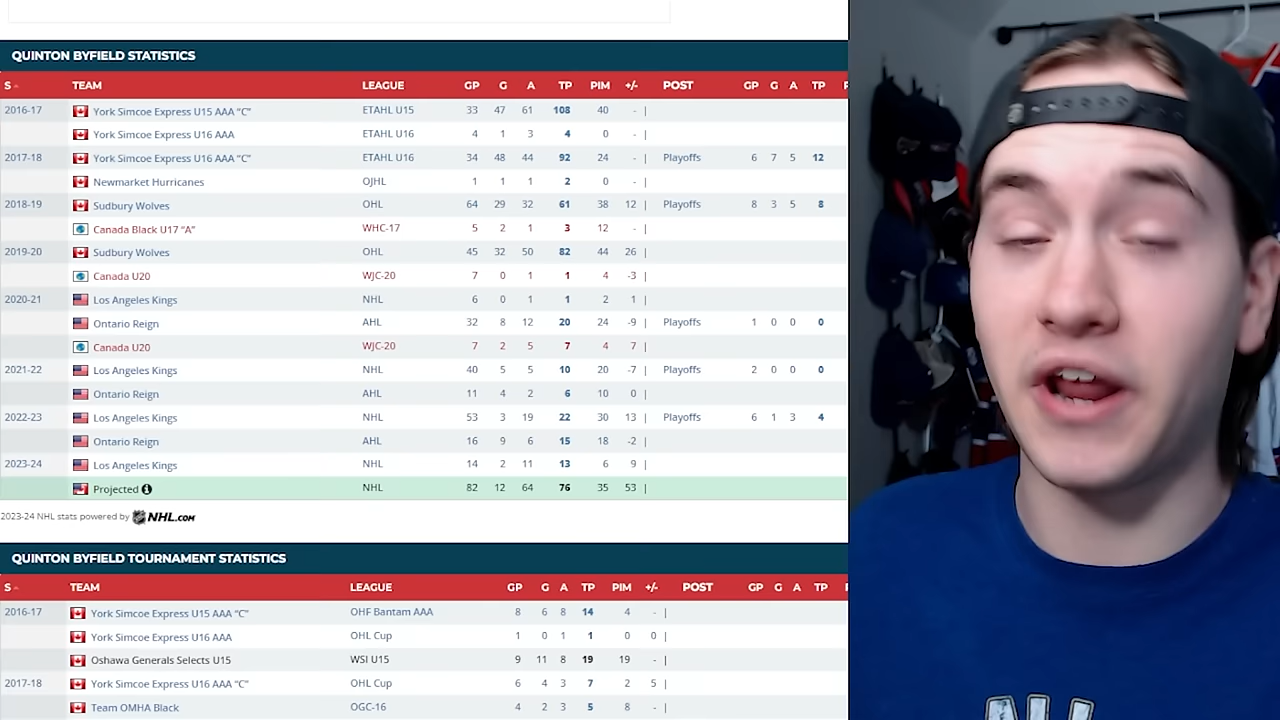 QUINTON BYFIELD STATISTICS
S TEAM LEAGUE GP G A TP PIM +/- POST GP G A TP
2016-17 York Simcoe Express U15 AAA "C" ETAHL U15 33 47 61 108 40 - |
York Simcoe Express U16 AAA ETAHL U16 4 1 3 4 0 - |
2017-18 York Simcoe Express U16 AAA "C" ETAHL U16 34 48 44 92 24 - | Playoffs 6 7 5 12
Newmarket Hurricanes OJHL 1 1 1 2 0 - |
2018-19 Sudbury Wolves OHL 64 29 32 61 38 12 | Playoffs 8 3 5 8
Canada Black U17 "A" WHC-17 5 2 1 3 12 - |
2019-20 Sudbury Wolves OHL 45 32 50 82 44 26 |
Canada U20 WJC-20 7 0 1 1 4 -3 |
2020-21 Los Angeles Kings NHL 6 0 1 1 2 1 |
Ontario Reign AHL 32 8 12 20 24 -9 | Playoffs 1 0 0 0
Canada U20 WJC-20 7 2 5 7 4 7 |
2021-22 Los Angeles Kings NHL 40 5 5 10 20 -7 | Playoffs 2 0 0 0
Ontario Reign AHL 11 4 2 6 10 0 |
2022-23 Los Angeles Kings NHL 53 3 19 22 30 13 | Playoffs 6 1 3 4
Ontario Reign AHL 16 9 6 15 18 -2 |
2023-24 Los Angeles Kings NHL 14 2 11 13 6 9 |
Projected NHL 82 12 64 76 35 53 |
2023-24 NHL stats powered by NHL.COM
QUINTON BYFIELD TOURNAMENT STATISTICS
S TEAM LEAGUE GP G A TP PIM +/- POST GP G A TP
2016-17 York Simcoe Express U15 AAA "C" OHF Bantam AAA 8 6 8 14 4 - |
York Simcoe Express U16 AAA OHL Cup 1 0 1 1 0 0 |
Oshawa Generals Selects U15 WSI U15 9 11 8 19 19 - |
2017-18 York Simcoe Express U16 AAA "C" OHL Cup 6 4 3 7 2 5 |
Team OMHA Black OGC-16 4 2 3 5 8 - |